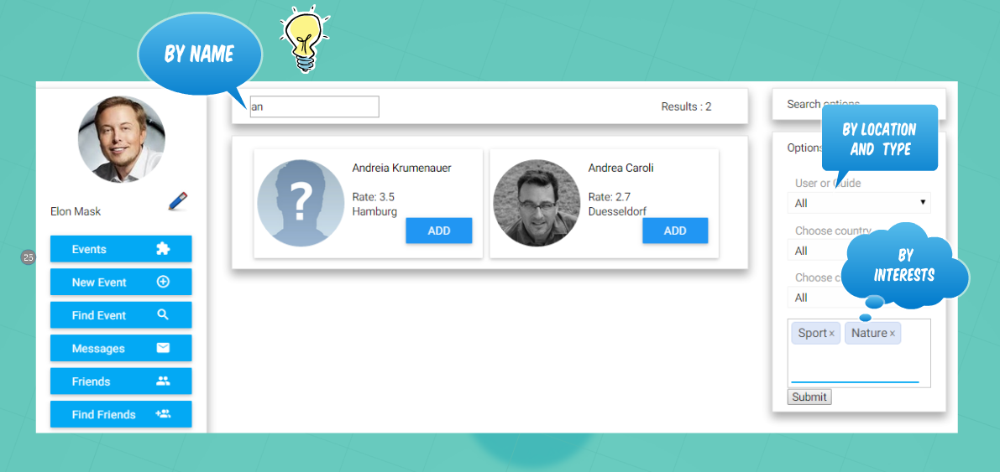 BY NAME
an
Results : 2
Search options
BY LOCATION
AND TYPE
Options
User or Guide
All
Choose country
All
BY
INTERESTS
Choose c
All
Sport x
Nature x
Submit
Elon Mask
Events
New Event
Find Event
Messages
Friends
Find Friends
25
?
Andreia Krumenauer
Rate: 3.5
Hamburg
ADD
Andrea Caroli
Rate: 2.7
Duesseldorf
ADD